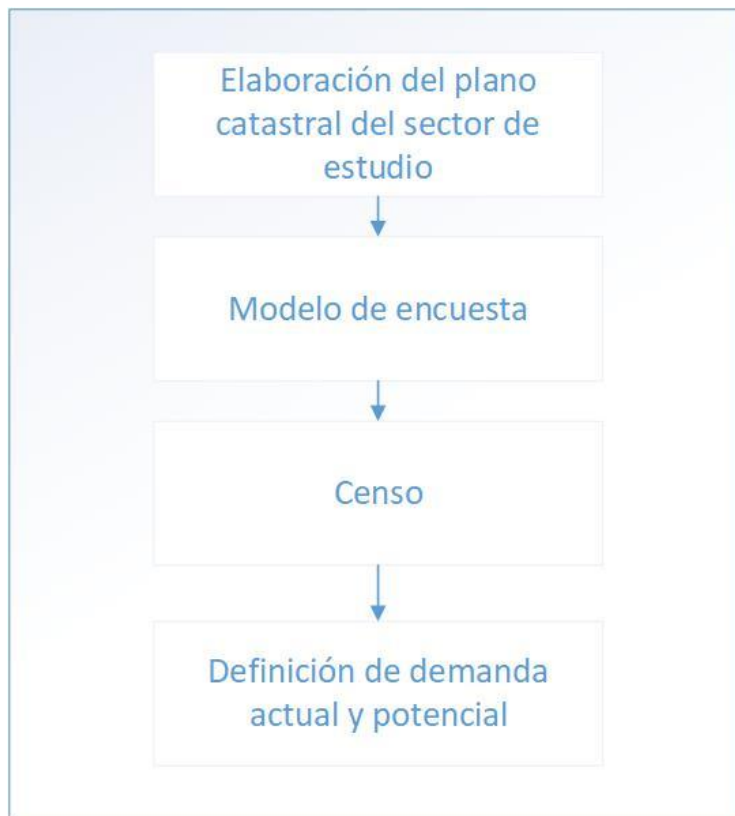 Elaboración del plano
catastral del sector de
estudio
Modelo de encuesta
Censo
Definición de demanda
actual y potencial